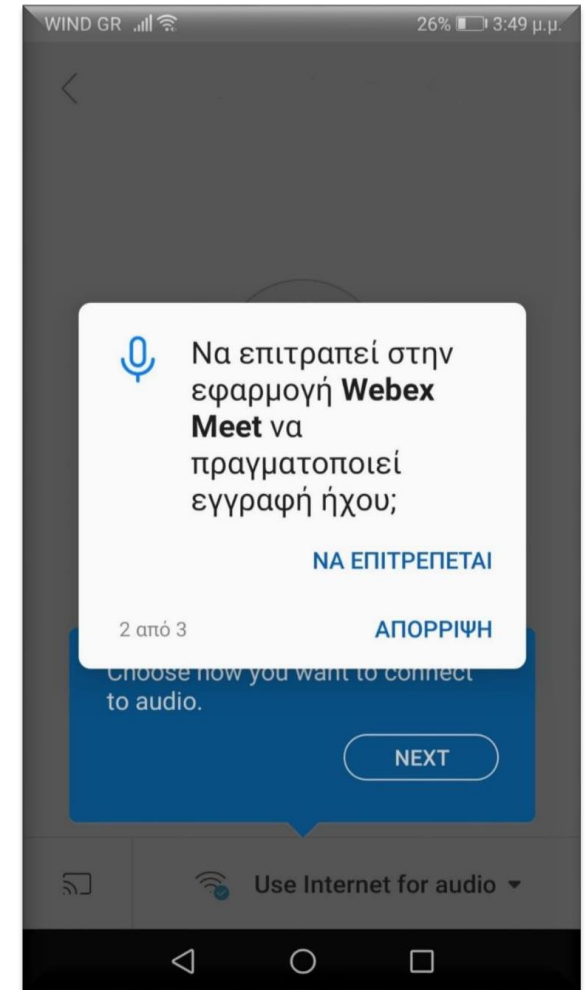 WIND GR 26% 3:49 μ.μ.
Να επιτραπεί στην
εφαρμογή Webex
Meet να
πραγματοποιεί
εγγραφή ήχου;
ΝΑ ΕΠΙΤΡΕΠΕΤΑΙ
2 από 3
ΑΠΟΡΡΙΨΗ
Choose how you want to connect
to audio.
NEXT
Use Internet for audio